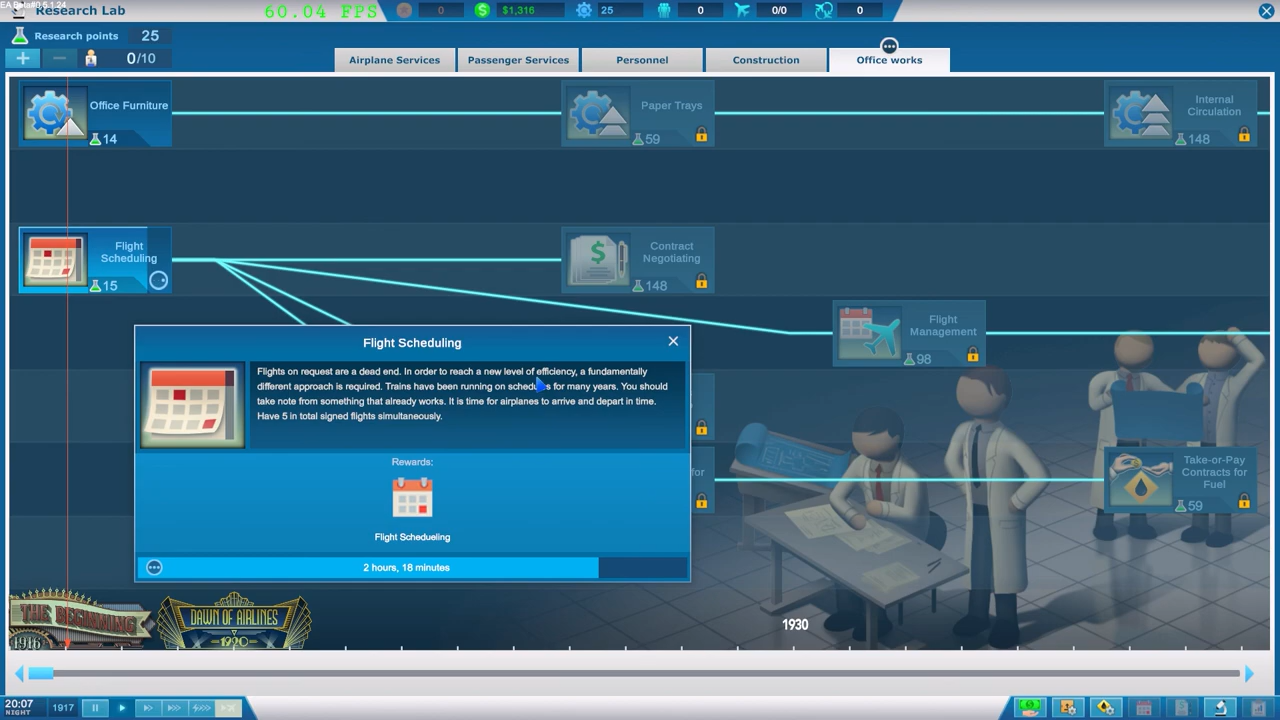 EA Beta#0.5.1.24
Research Lab
60.04 FPS
0
$1,316
25
0
0/0
0
Research points 25
0/10
Airplane Services
Passenger Services
Personnel
Construction
Office works
Office Furniture
14
Paper Trays
59
Internal
Circulation
148
Flight
Scheduling
15
Contract
Negotiating
148
Flight
Management
98
for
Take-or-Pay
Contracts for
Fuel
59
Flight Scheduling
Flights on request are a dead end. In order to reach a new level of efficiency, a fundamentally
different approach is required. Trains have been running on schedules for many years. You should
take note from something that already works. It is time for airplanes to arrive and depart in time.
Have 5 in total signed flights simultaneously.
Rewards:
Flight Schedueling
2 hours, 18 minutes
THE BEGINNING
1916
DAWN OF AIRLINES
1920
1930
20:07
NIGHT
1917